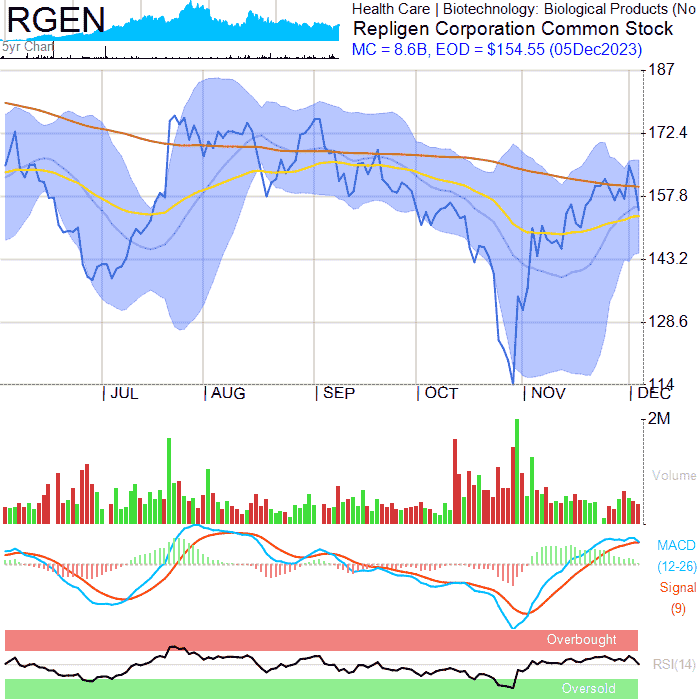 RGEN
5yr Chart
Health Care | Biotechnology: Biological Products (No
Repligen Corporation Common Stock
MC = 8.6B, EOD = $154.55 (05Dec2023)
187
172.4
157.8
143.2
128.6
114
JUL
AUG
SEP
OCT
NOV
DEC
2M
Volume
MACD
(12-26)
Signal
(9)
Overbought
RSI(14)
Oversold